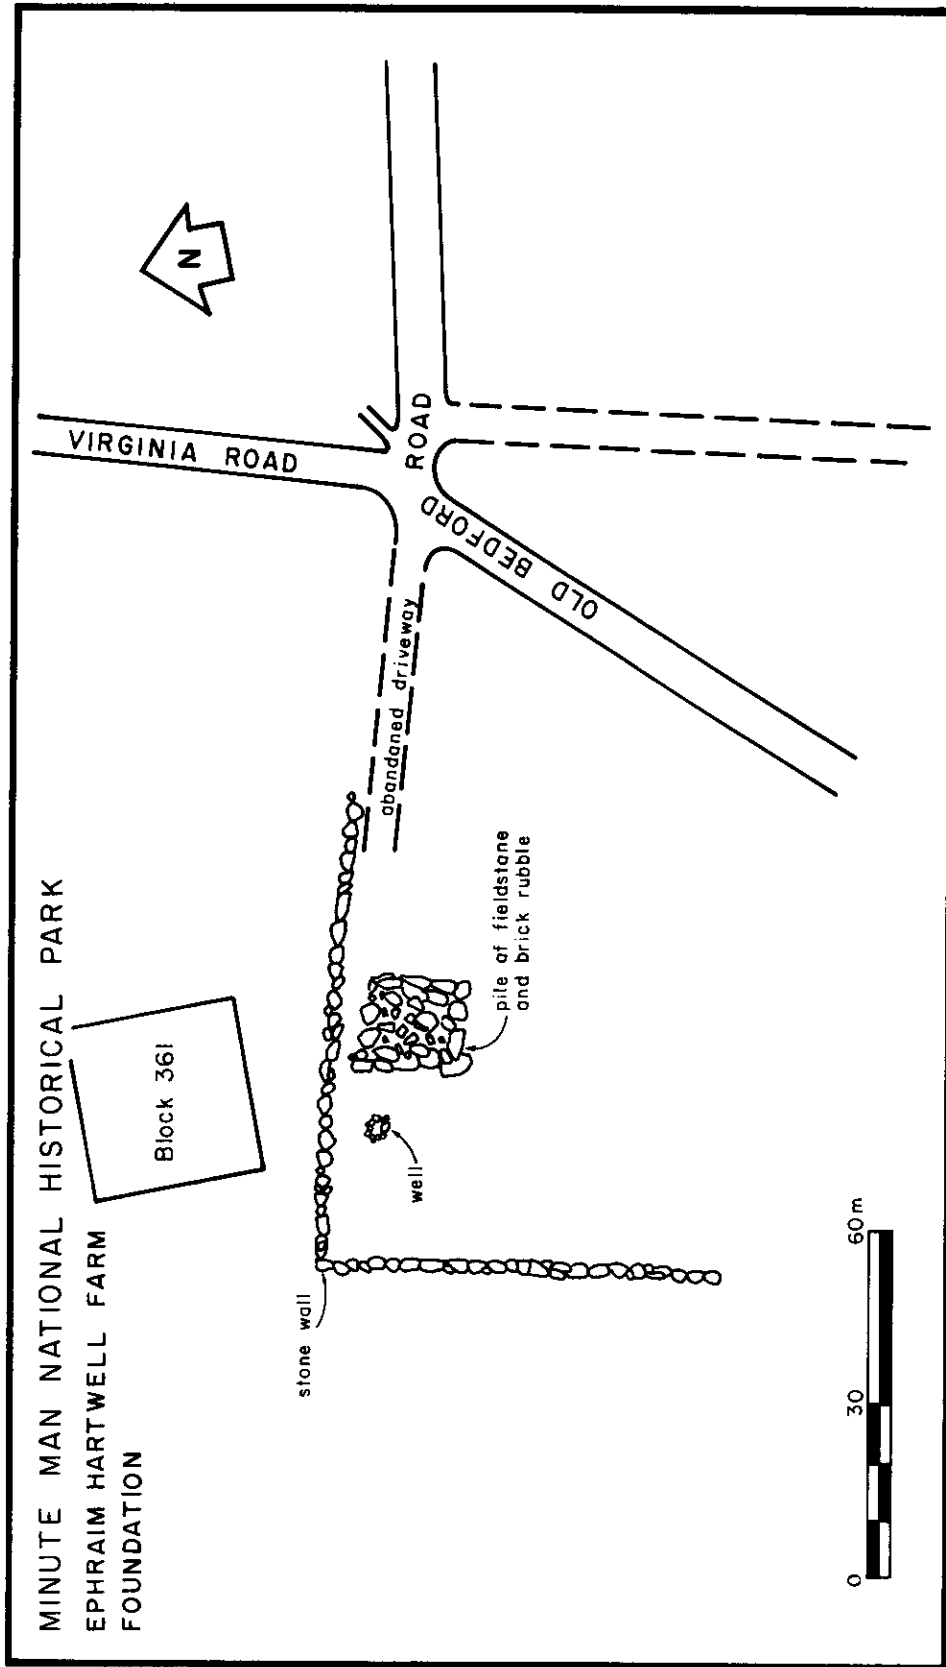 MINUTE MAN NATIONAL HISTORICAL PARK
EPHRAIM HARTWELL FARM
FOUNDATION
Block 361
N
VIRGINIA ROAD
OLD BEDFORD ROAD
abandaned driveway
stone wall
well
pile of fieldstone
and brick rubble
0 30 60m